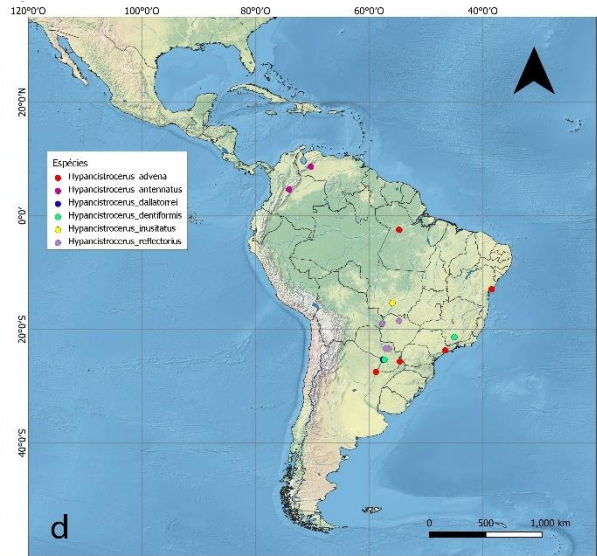 120°0'O 100°0'O 80°0'O 60°0'O 40°0'O
20°0'N
0°0'
20°0'S
40°0'S
Espécies
Hypancistrocerus_advena
Hypancistrocerus_antennatus
Hypancistrocerus_dallatorrei
Hypancistrocerus_dentiformis
Hypancistrocerus_inusitatus
Hypancistrocerus_reflectorius
d
0 500 1,000 km